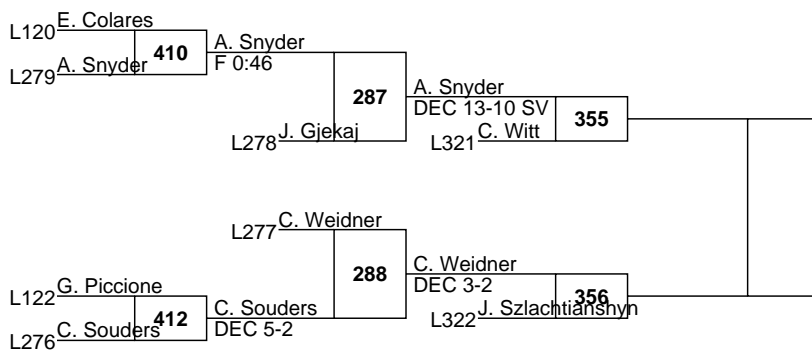 E. Colares
L120
410
A. Snyder
F 0:46
L279
A. Snyder
287
A. Snyder
DEC 13-10 SV
355
L278
J. Gjekaj
L321
C. Witt
L277
C. Weidner
288
C. Weidner
DEC 3-2
356
G. Piccione
L122
412
C. Souders
DEC 5-2
L322
J. Szlachtianshyn
L276
C. Souders